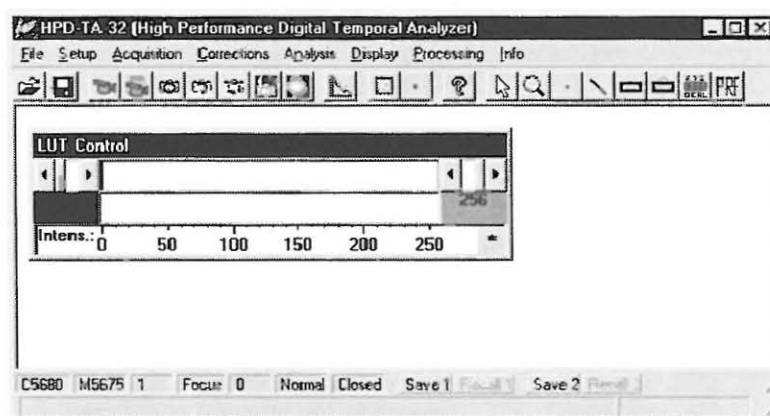 HPD-TA 32 (High Performance Digital Temporal Analyzer)
File Setup Acquisition Corrections Analysis Display Processing Info
PRF
LUT Control
256
Intens.: 0 50 100 150 200 250 *
C5680 M5675 1 Focus 0 Normal Closed Save 1 Recall 1 Save 2